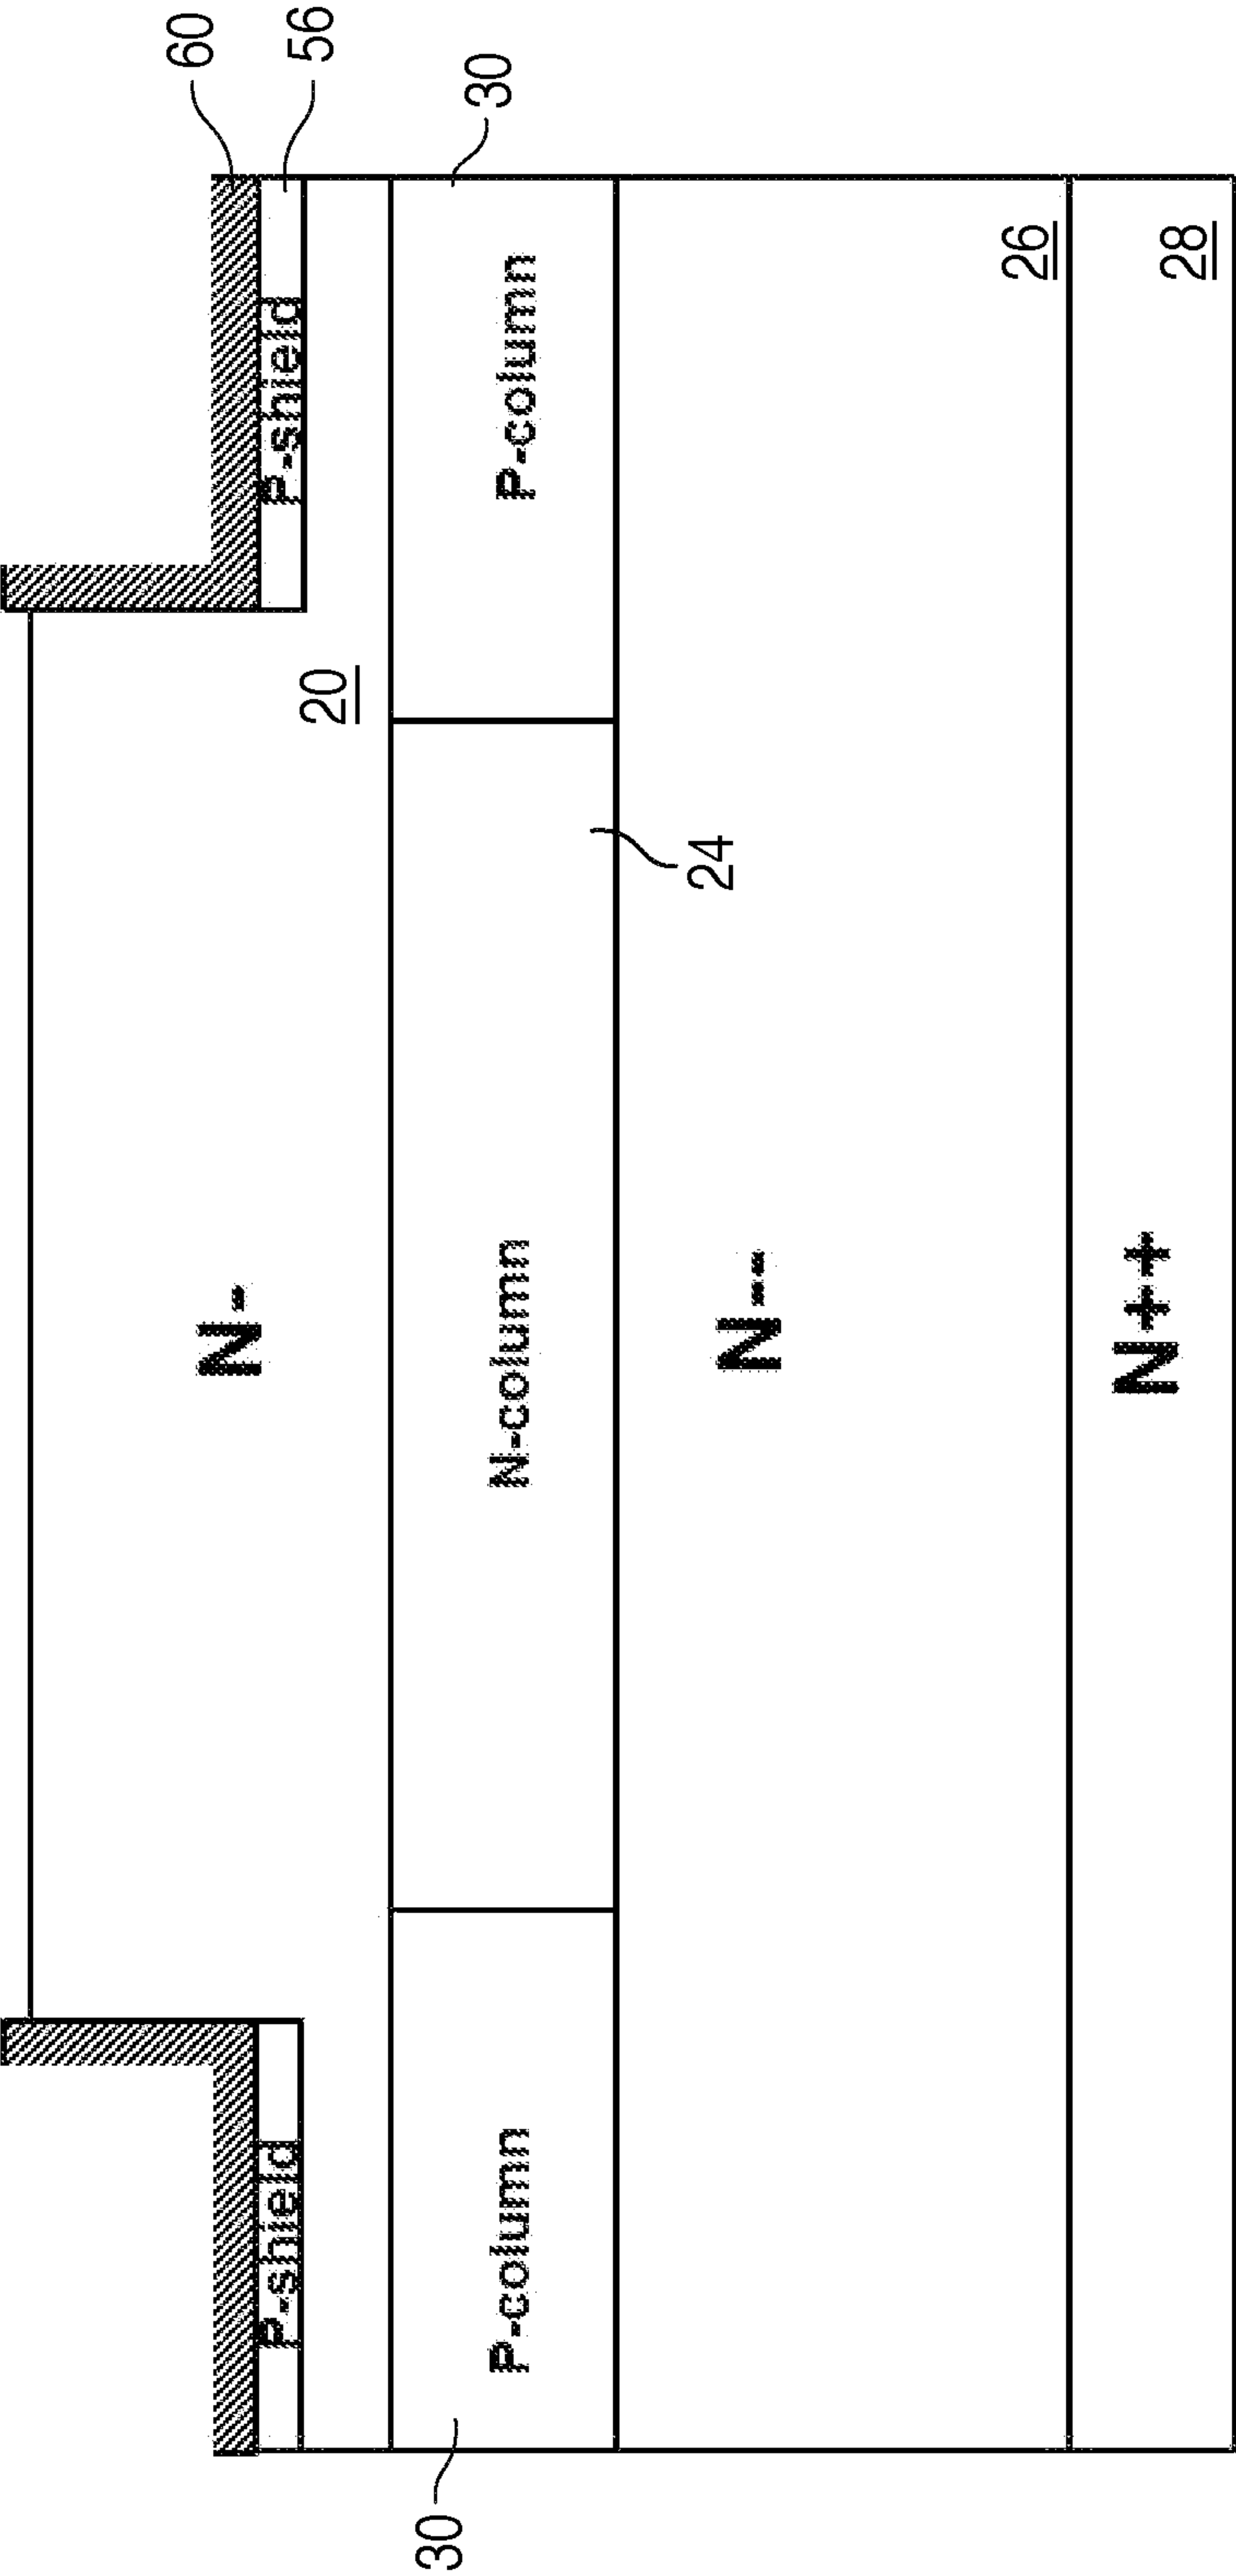 60
N-
P-shield
P-shield
56
20
30
P-column
N-column
P-column
30
24
N--
26
N++
28